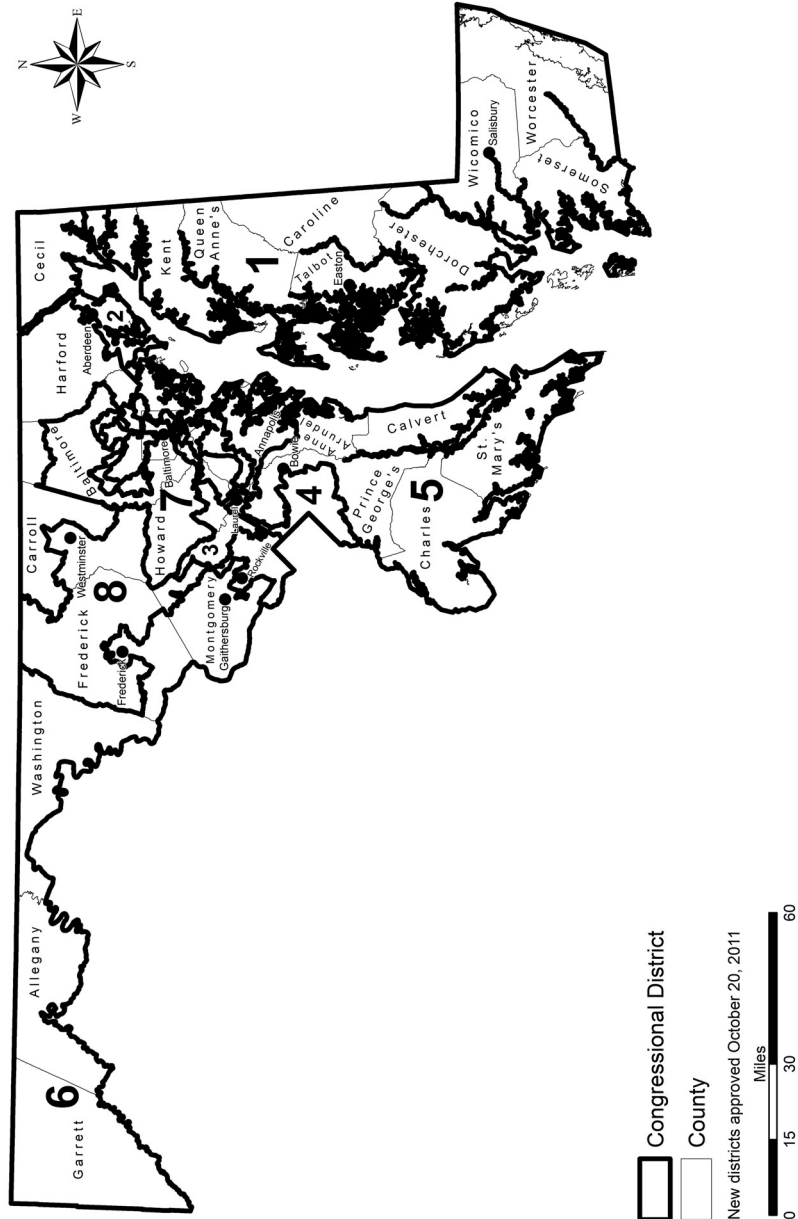 N
W
E
S
Garrett
6
Allegany
Washington
Frederick
Frederick
8
Carroll
Westminster
Baltimore
Harford
Aberdeen
2
Cecil
Kent
Queen
Anne's
1
Caroline
Talbot
Easton
Dorchester
Wicomico
Salisbury
Worcester
Somerset
Howard
7
Baltimore
3
Laurel
Montgomery
Gaithersburg
Rockville
Annapolis
Anne
Arundel
Bowie
4
Prince
George's
Calvert
Charles
5
St.
Mary's
Congressional District
County
New districts approved October 20, 2011
Miles
0 15 30 60